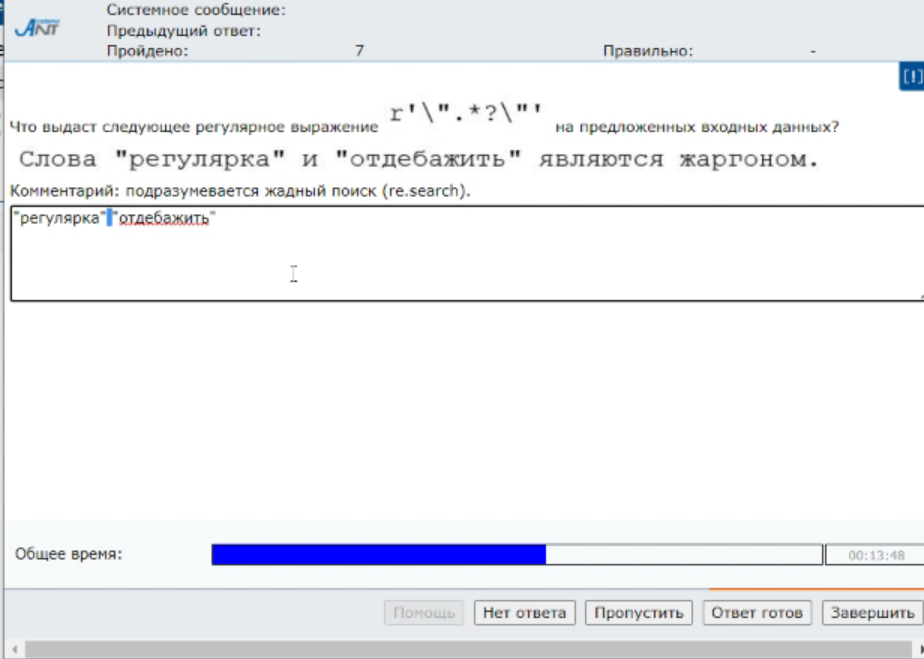 ANT
Системное сообщение:
Предыдущий ответ:
Пройдено: 7 Правильно: -
[!]
Что выдаст следующее регулярное выражение r'\".*?\"' на предложенных входных данных?
Слова "регулярка" и "отдебажить" являются жаргоном.
Комментарий: подразумевается жадный поиск (re.search).
"регулярка" "отдебажить"
Общее время: 00:13:48
Помощь Нет ответа Пропустить Ответ готов Завершить